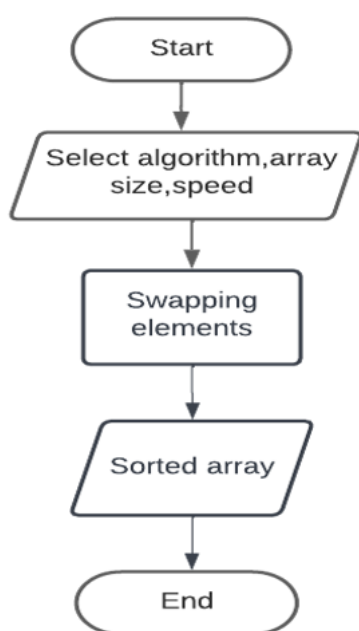 Start
Select algorithm,array
size,speed
Swapping
elements
Sorted array
End